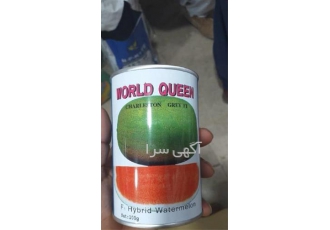 WORLD QUEEN
CHARLESTON GREY
آگهی سرا
F1 Hybrid Watermelon